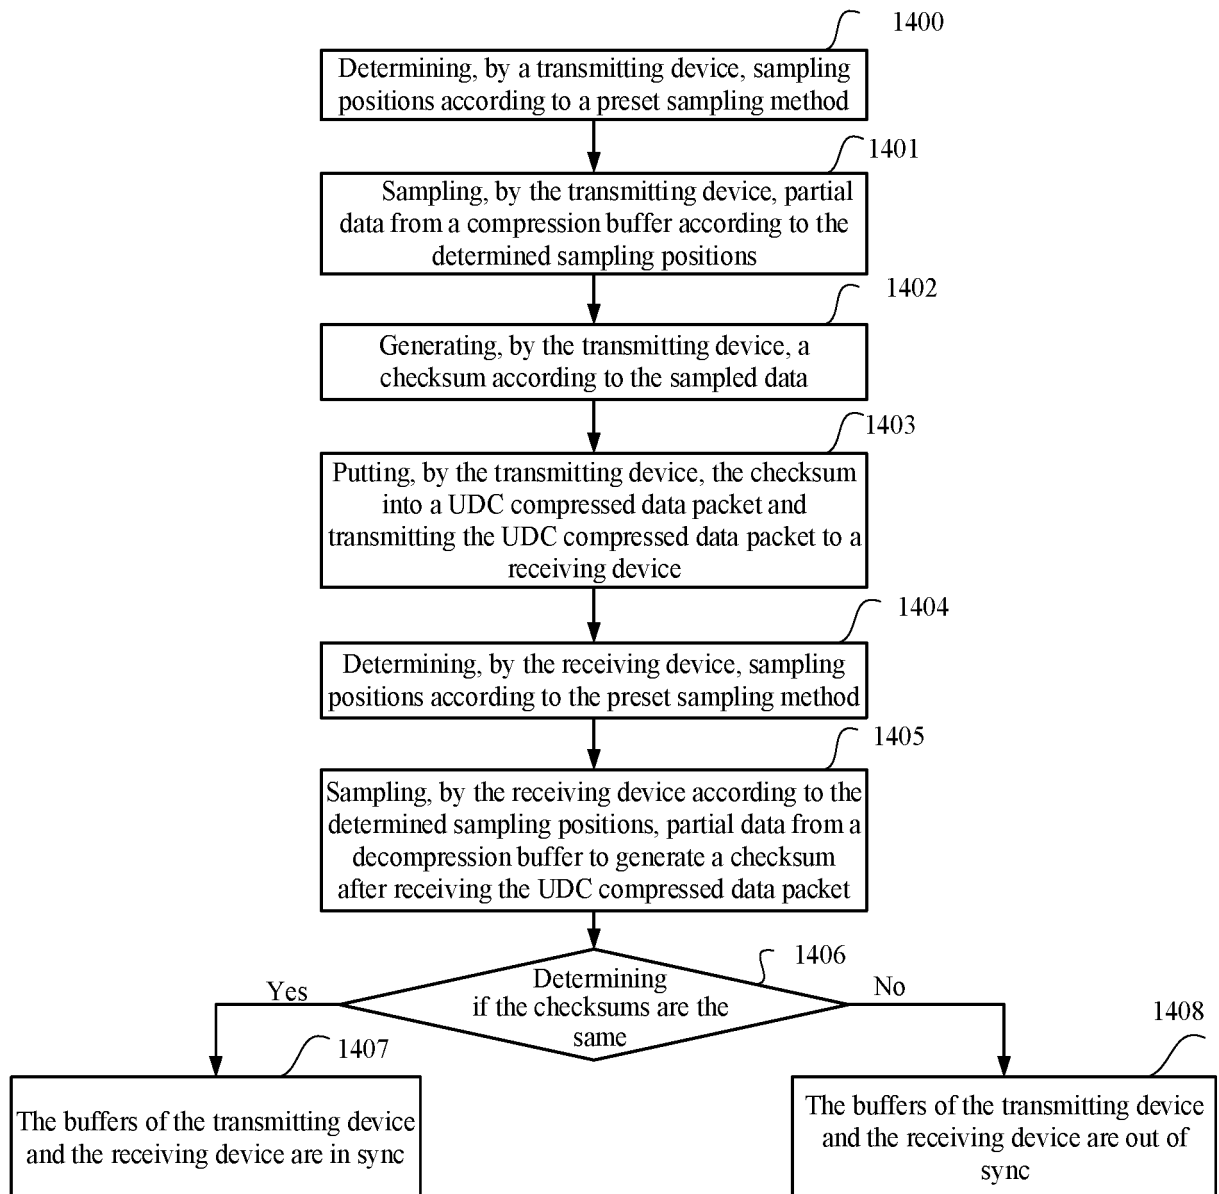 1400
Determining, by a transmitting device, sampling
positions according to a preset sampling method
1401
Sampling, by the transmitting device, partial
data from a compression buffer according to the
determined sampling positions
1402
Generating, by the transmitting device, a
checksum according to the sampled data
1403
Putting, by the transmitting device, the checksum
into a UDC compressed data packet and
transmitting the UDC compressed data packet to a
receiving device
1404
Determining, by the receiving device, sampling
positions according to the preset sampling method
1405
Sampling, by the receiving device according to the
determined sampling positions, partial data from a
decompression buffer to generate a checksum
after receiving the UDC compressed data packet
1406
Determining
if the checksums are the
same
Yes
No
1407
The buffers of the transmitting device
and the receiving device are in sync
1408
The buffers of the transmitting device
and the receiving device are out of
sync